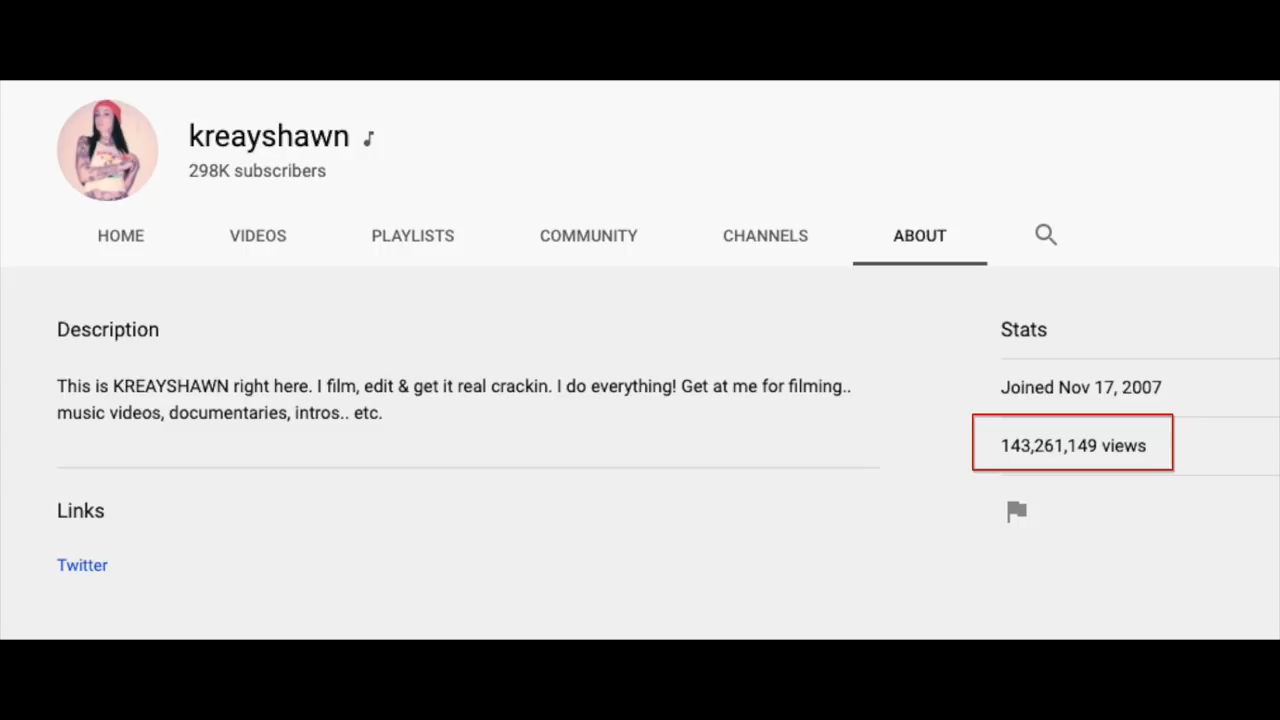 kreayshawn
298K subscribers
HOME VIDEOS PLAYLISTS COMMUNITY CHANNELS ABOUT
Description
This is KREAYSHAWN right here. I film, edit & get it real crackin. I do everything! Get at me for filming..
music videos, documentaries, intros.. etc.
Links
Twitter
Stats
Joined Nov 17, 2007
143,261,149 views